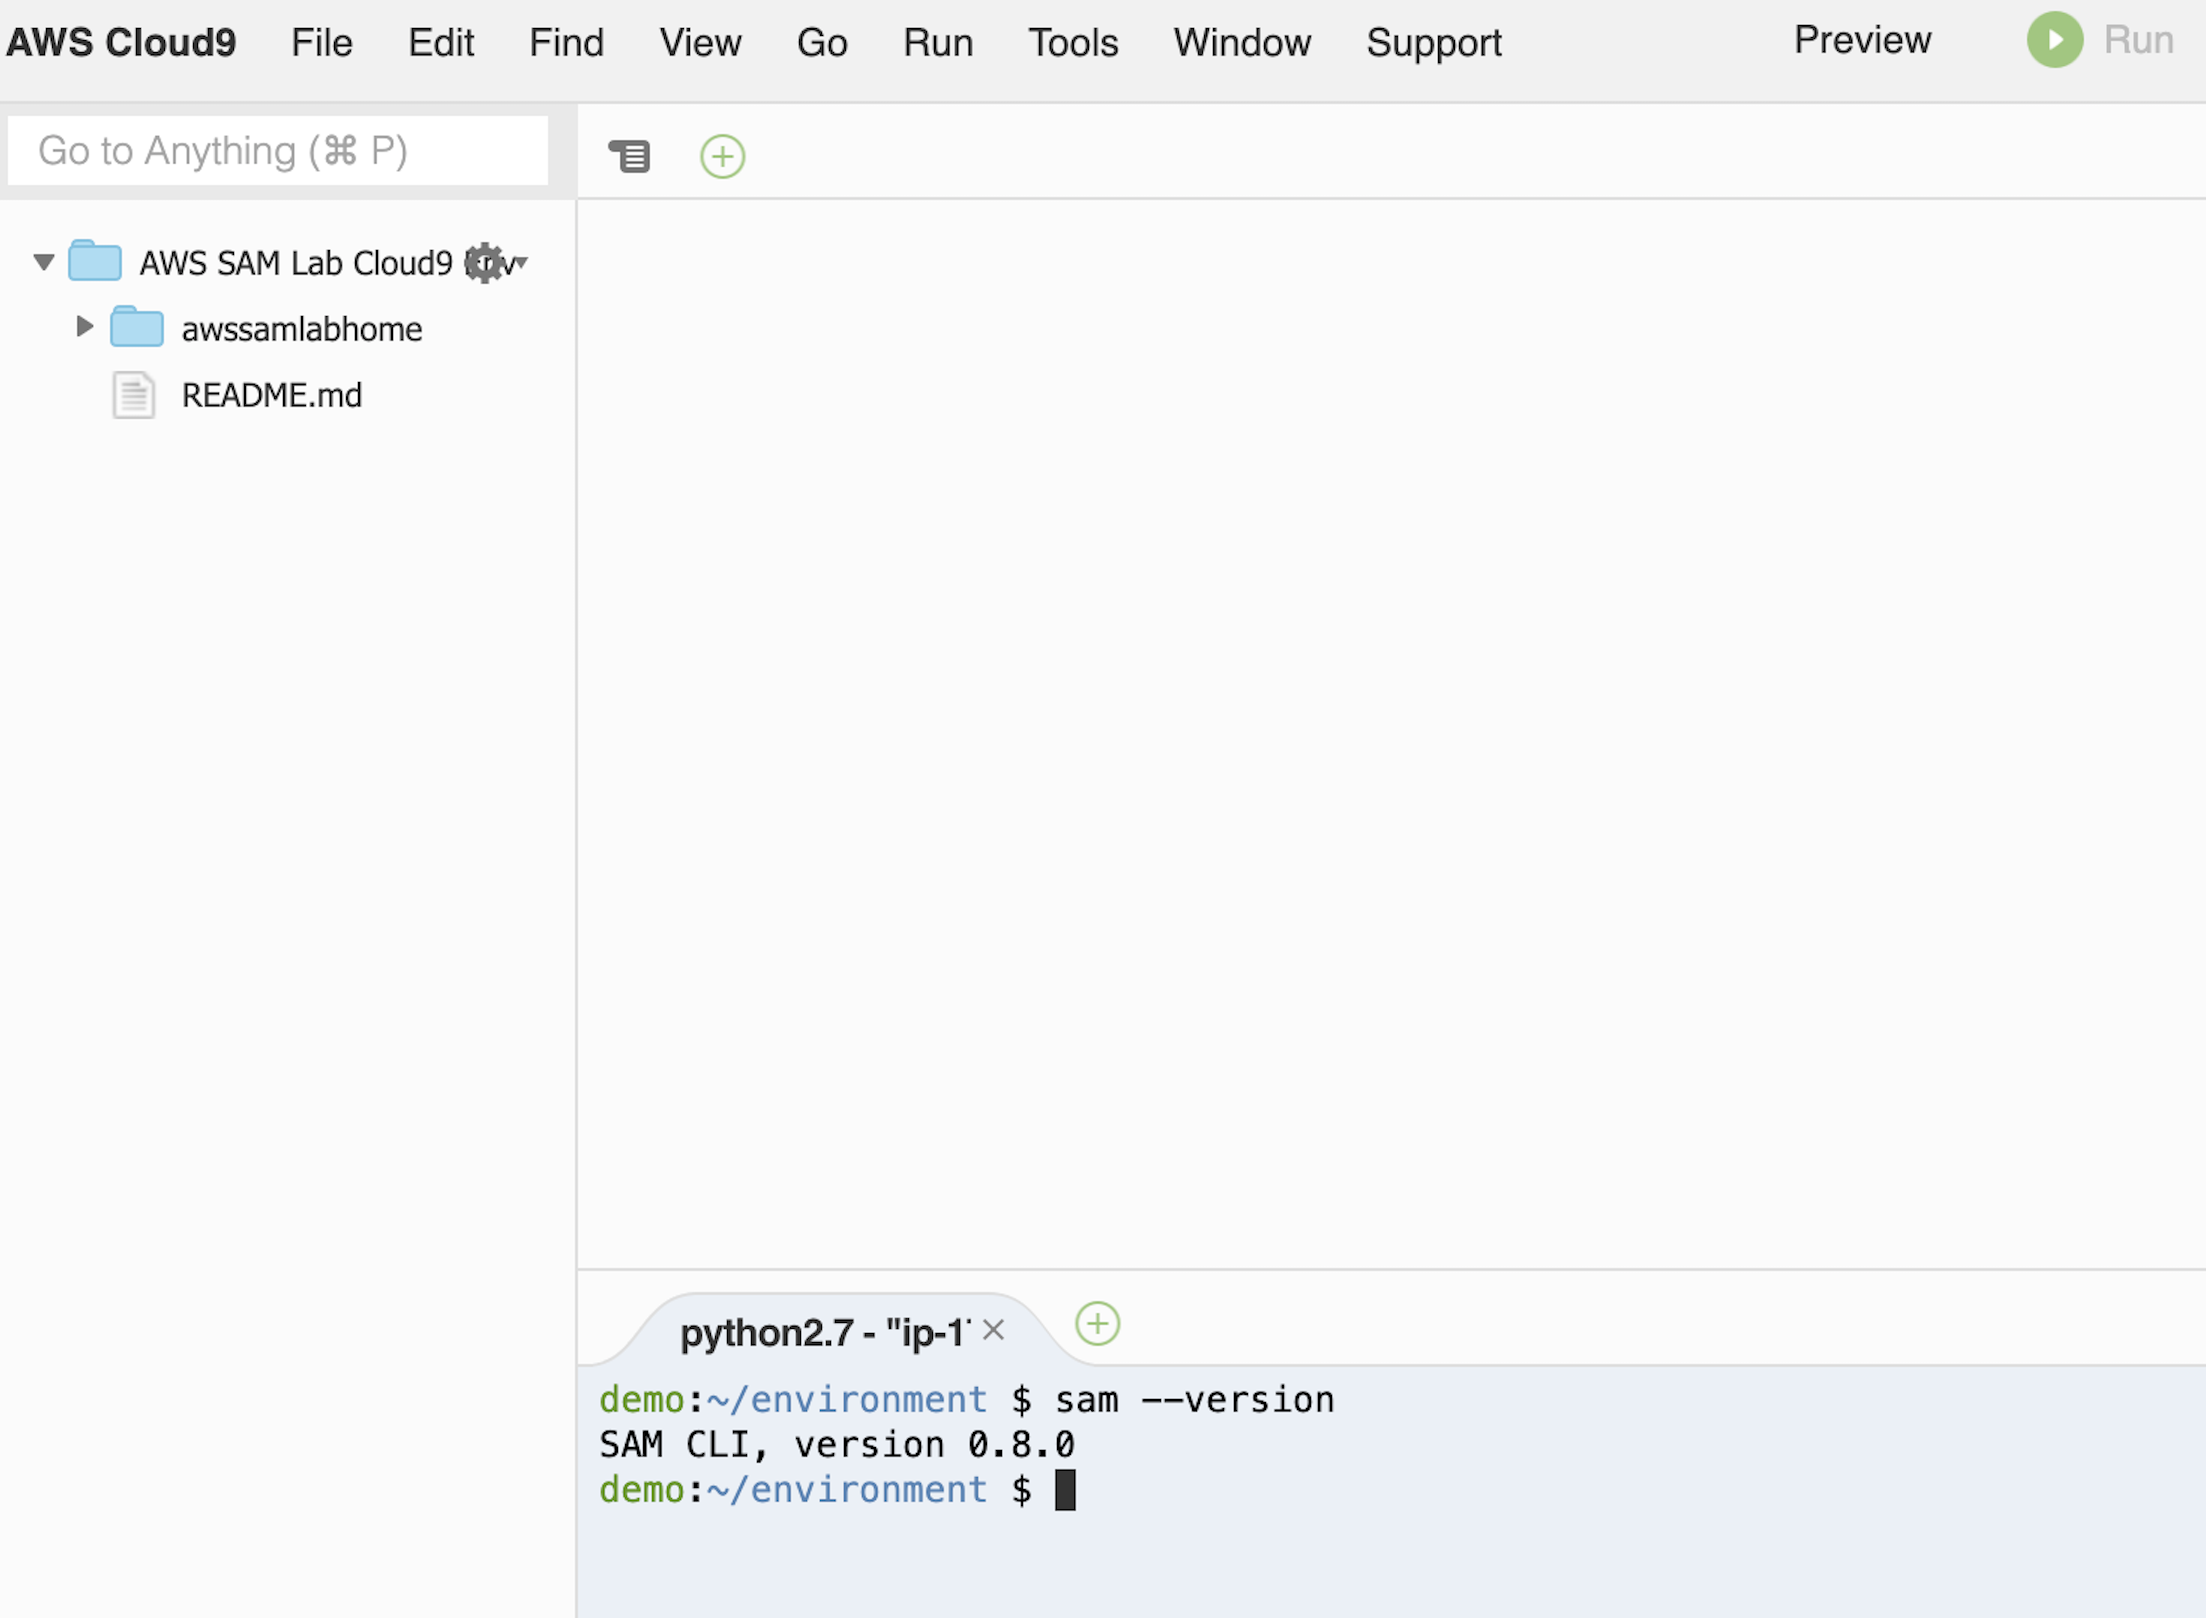 AWS Cloud9 File Edit Find View Go Run Tools Window Support Preview Run
Go to Anything (⌘ P)
AWS SAM Lab Cloud9
awssamlabhome
README.md
python2.7 - "ip-1
demo:~/environment $ sam --version
SAM CLI, version 0.8.0
demo:~/environment $